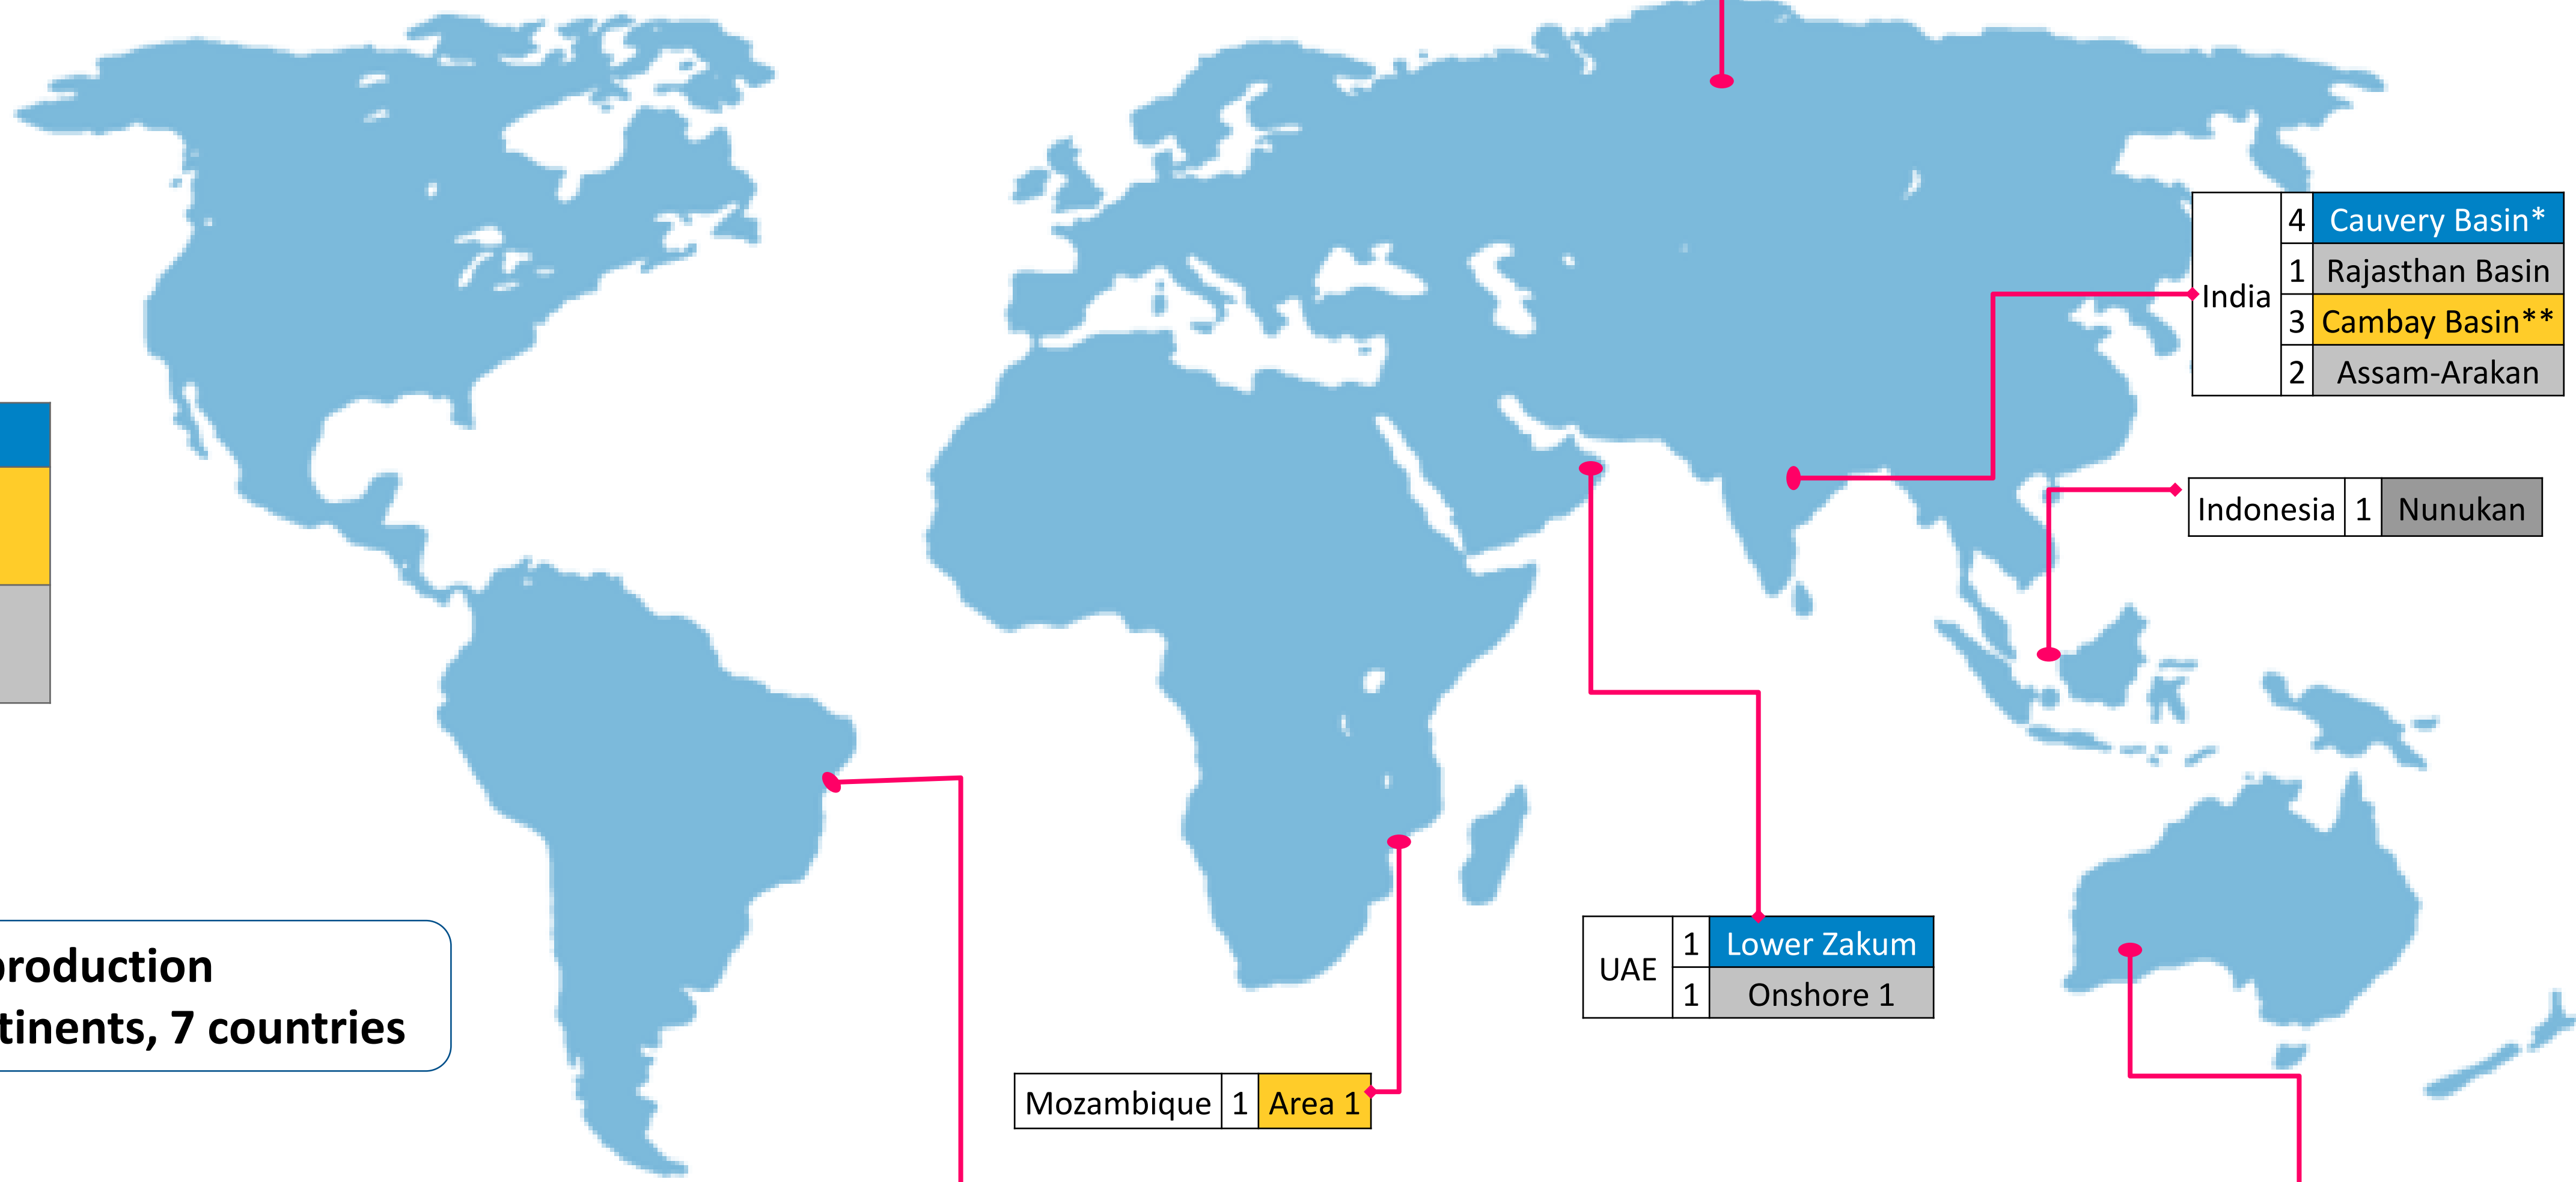 India
4 Cauvery Basin*
1 Rajasthan Basin
3 Cambay Basin**
2 Assam-Arakan
Indonesia 1 Nunukan
UAE
1 Lower Zakum
1 Onshore 1
production
tinents, 7 countries
Mozambique 1 Area 1